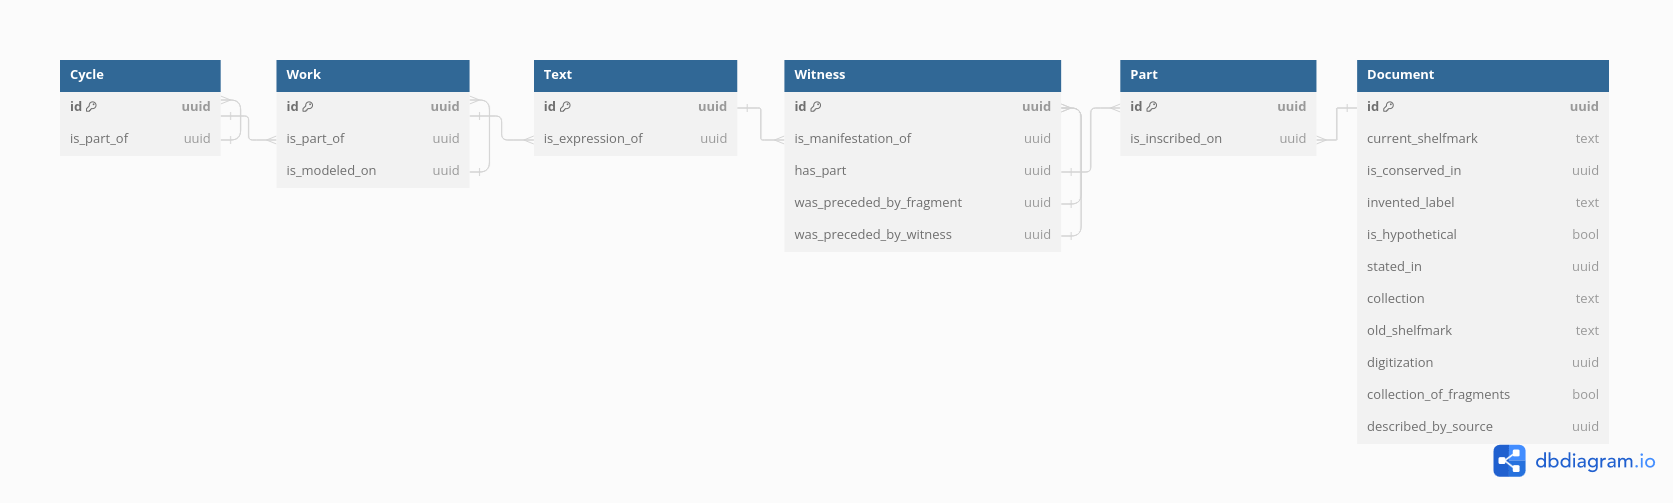 Cycle
id uuid
is_part_of uuid
Work
id uuid
is_part_of uuid
is_modeled_on uuid
Text
id uuid
is_expression_of uuid
Witness
id uuid
is_manifestation_of uuid
has_part uuid
was_preceded_by_fragment uuid
was_preceded_by_witness uuid
Part
id uuid
is_inscribed_on uuid
Document
id uuid
current_shelfmark text
is_conserved_in uuid
invented_label text
is_hypothetical bool
stated_in uuid
collection text
old_shelfmark text
digitization uuid
collection_of_fragments bool
described_by_source uuid
dbdiagram.io